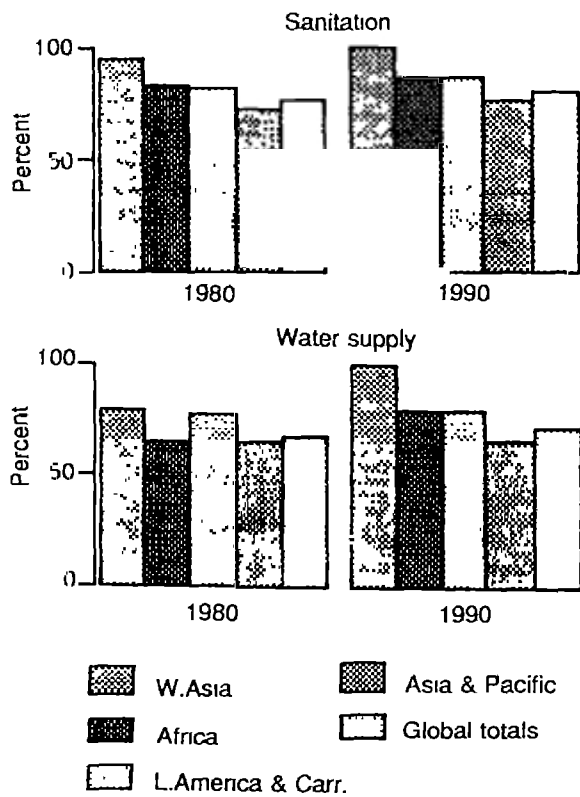 Sanitation
100
Percent
50
0
1980
1990
Water supply
100
Percent
50
0
1980
1990
W.Asia
Asia & Pacific
Africa
Global totals
L.America & Carr.